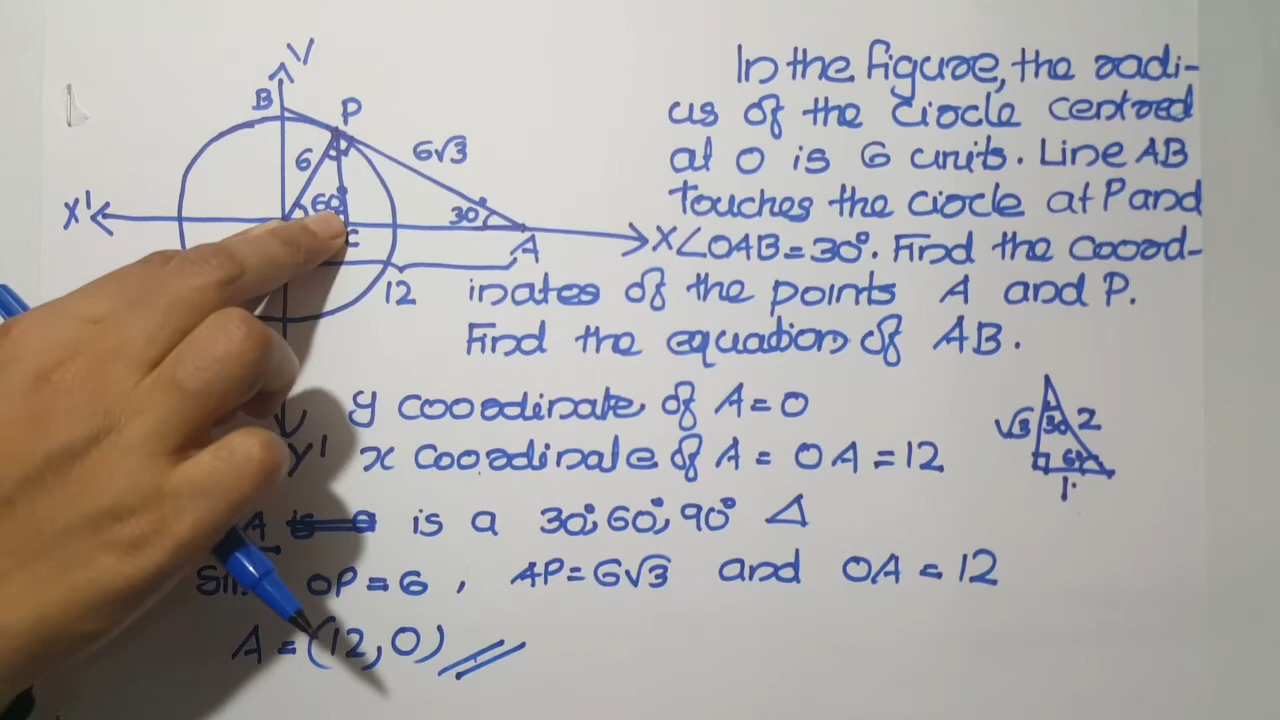 Y
B
P
6
6√3
60°
30°
X'
C
A
X
12
Y'
In the figure, the radi-
us of the circle centred
at O is 6 units. Line AB
touches the circle at P and
∠OAB = 30°. Find the coord-
inates of the points A and P.
Find the equation of AB.
y coordinate of A = 0
x coordinate of A = OA = 12
√3 30 2
1
A is a 30°, 60°, 90° Δ
OP = 6, AP = 6√3 and OA = 12
A = (12, 0)